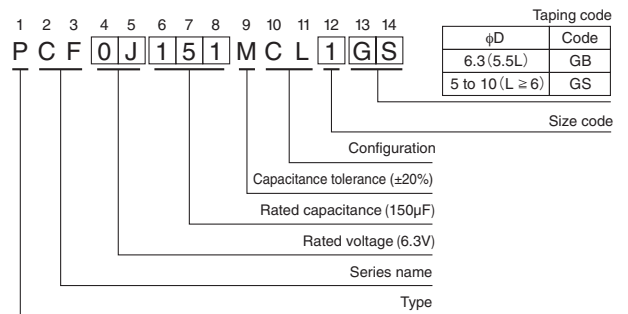 1 2 3 4 5 6 7 8 9 10 11 12 13 14
P C F 0 J 1 5 1 M C L 1 G S
Taping code
φD Code
6.3(5.5L) GB
5 to 10(L ≧ 6) GS
Size code
Configuration
Capacitance tolerance (±20%)
Rated capacitance (150µF)
Rated voltage (6.3V)
Series name
Type